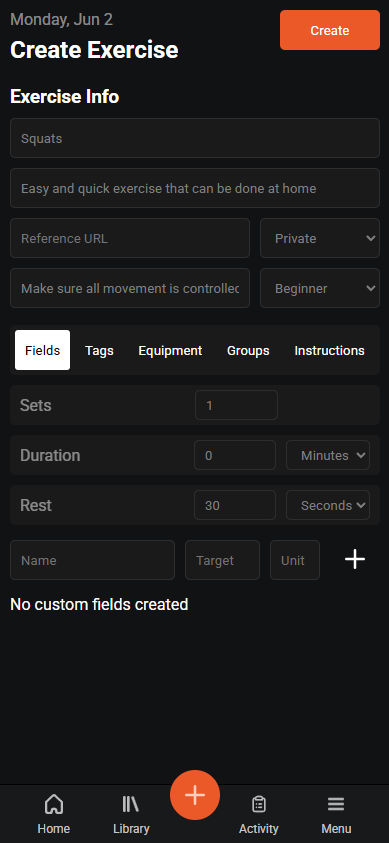 Monday, Jun 2
Create
Create Exercise
Exercise Info
Squats
Easy and quick exercise that can be done at home
Reference URL
Private
Make sure all movement is controlled
Beginner
Fields Tags Equipment Groups Instructions
Sets 1
Duration 0 Minutes
Rest 30 Seconds
Name Target Unit
No custom fields created
Home Library Activity Menu